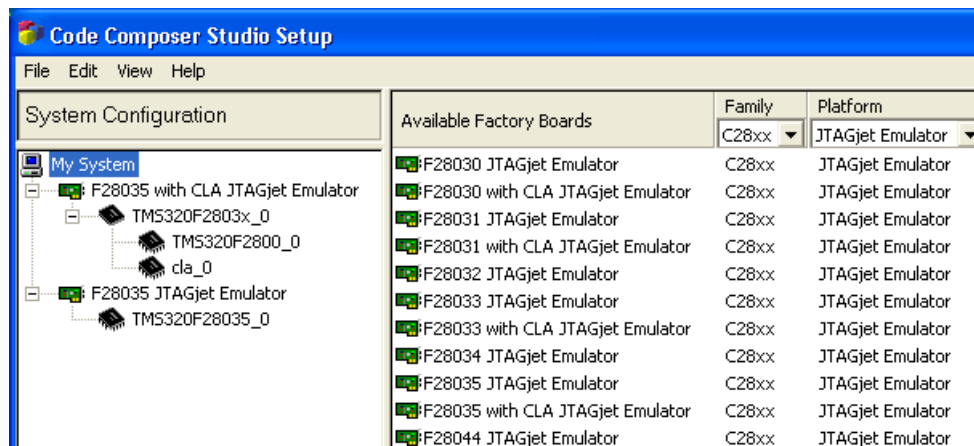 Code Composer Studio Setup
File Edit View Help
System Configuration
Available Factory Boards Family Platform
C28xx JTAGjet Emulator
My System
F28035 with CLA JTAGjet Emulator
TMS320F2803x_0
TMS320F2800_0
cla_0
F28035 JTAGjet Emulator
TMS320F28035_0
F28030 JTAGjet Emulator C28xx JTAGjet Emulator
F28030 with CLA JTAGjet Emulator C28xx JTAGjet Emulator
F28031 JTAGjet Emulator C28xx JTAGjet Emulator
F28031 with CLA JTAGjet Emulator C28xx JTAGjet Emulator
F28032 JTAGjet Emulator C28xx JTAGjet Emulator
F28033 JTAGjet Emulator C28xx JTAGjet Emulator
F28033 with CLA JTAGjet Emulator C28xx JTAGjet Emulator
F28034 JTAGjet Emulator C28xx JTAGjet Emulator
F28035 JTAGjet Emulator C28xx JTAGjet Emulator
F28035 with CLA JTAGjet Emulator C28xx JTAGjet Emulator
F28044 JTAGjet Emulator C28xx JTAGjet Emulator